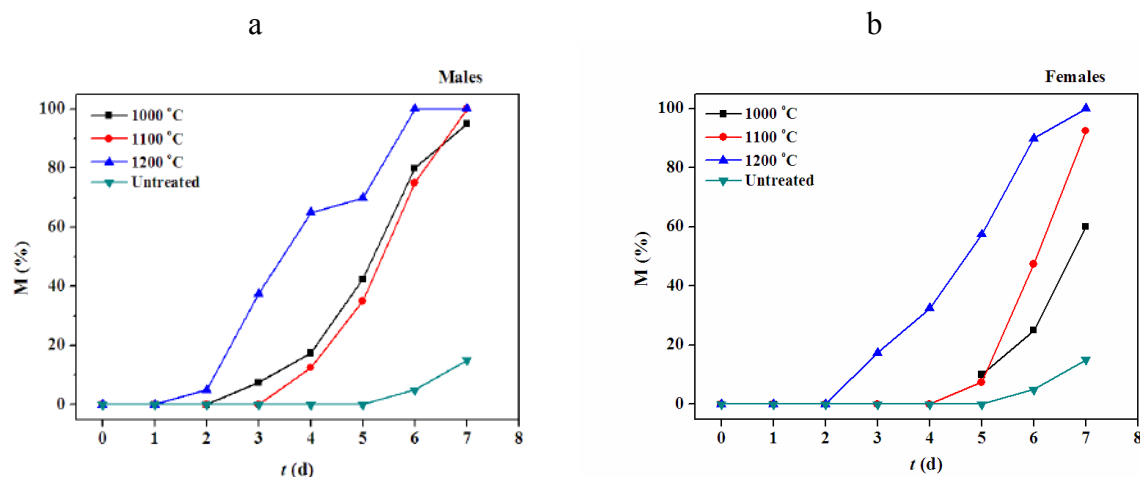 a
Males
1000 °C
1100 °C
1200 °C
Untreated
M (%)
100
80
60
40
20
0
0 1 2 3 4 5 6 7 8
t (d)
b
Females
1000 °C
1100 °C
1200 °C
Untreated
M (%)
100
80
60
40
20
0
0 1 2 3 4 5 6 7 8
t (d)